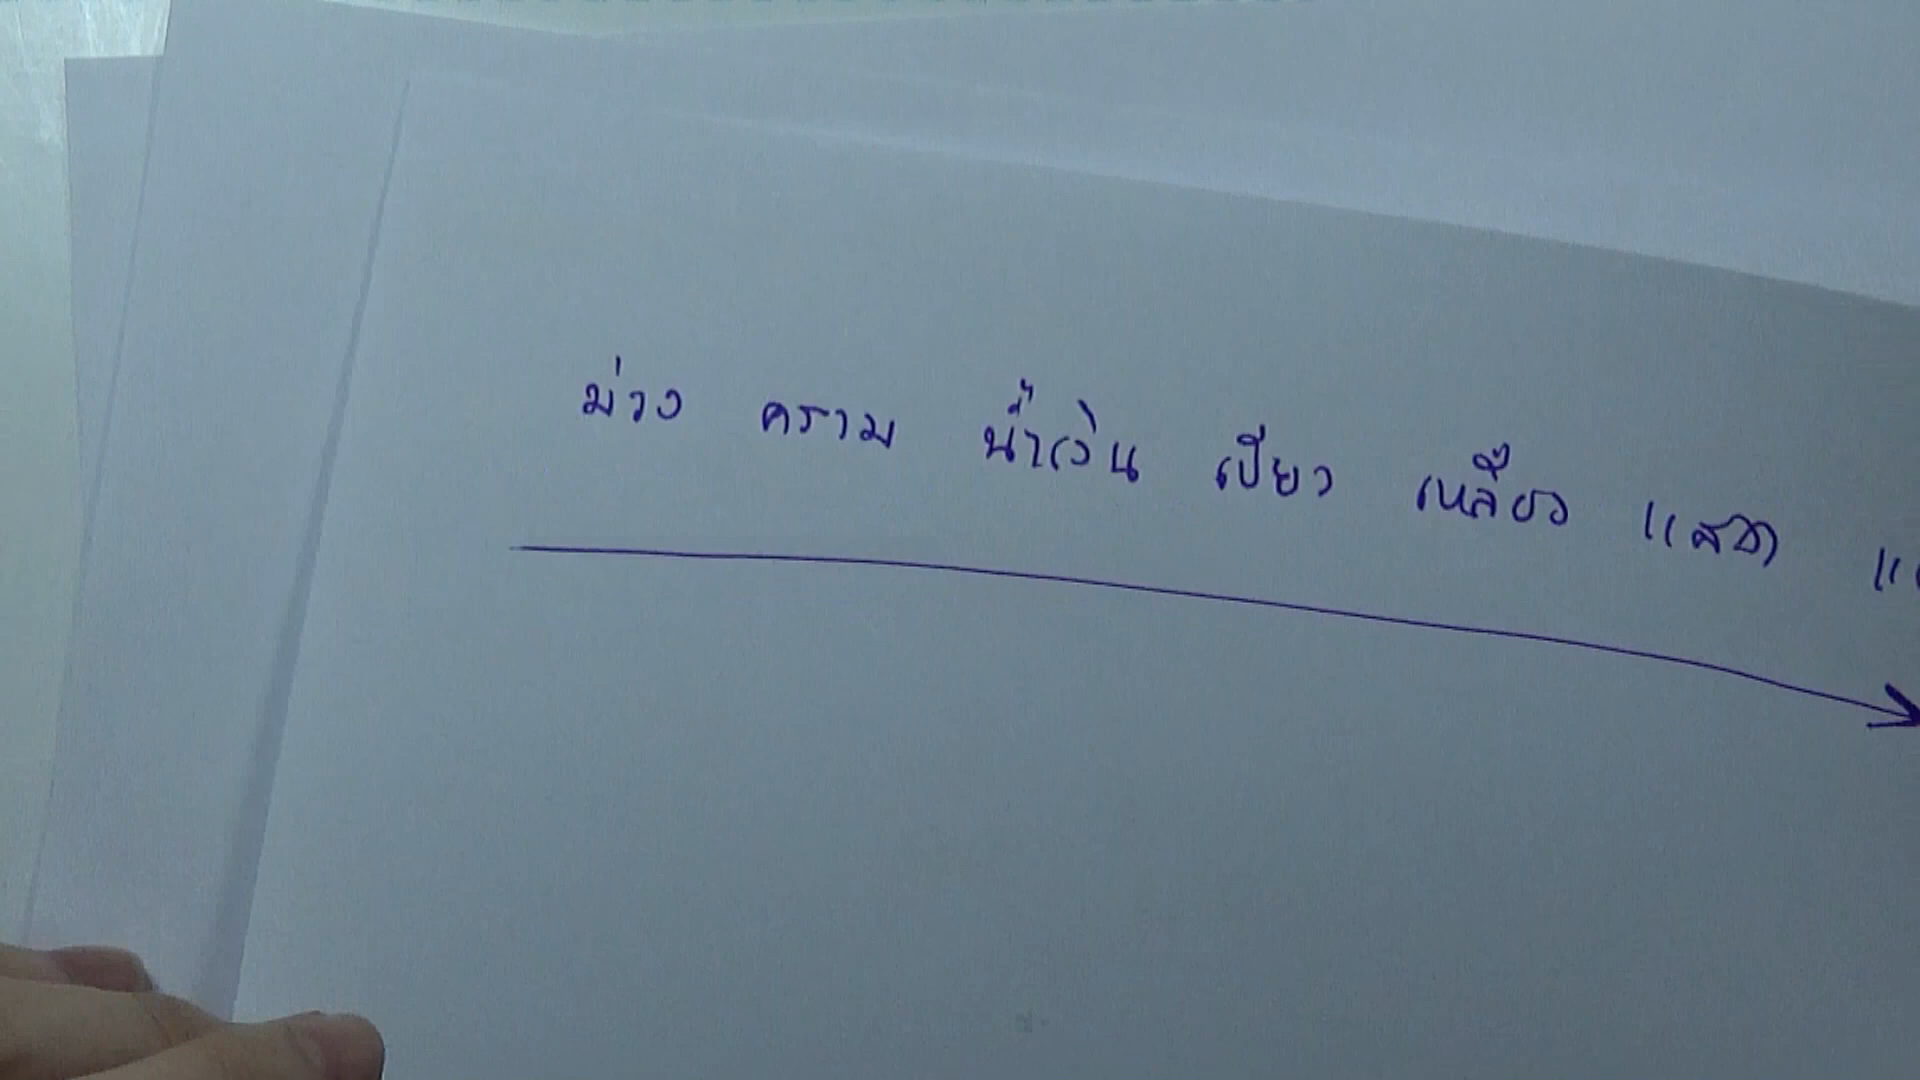 ม่วง คราม น้ำเงิน เขียว เหลือง แสด